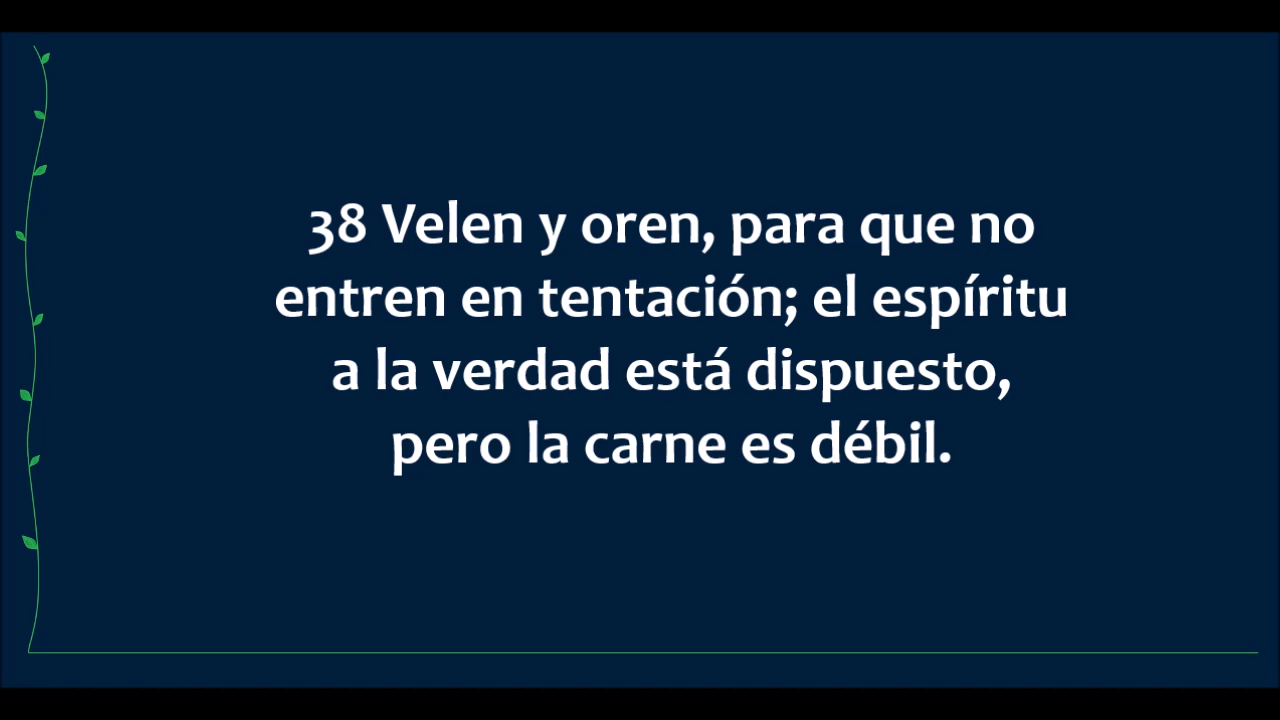 38 Velen y oren, para que no
entren en tentación; el espíritu
a la verdad está dispuesto,
pero la carne es débil.